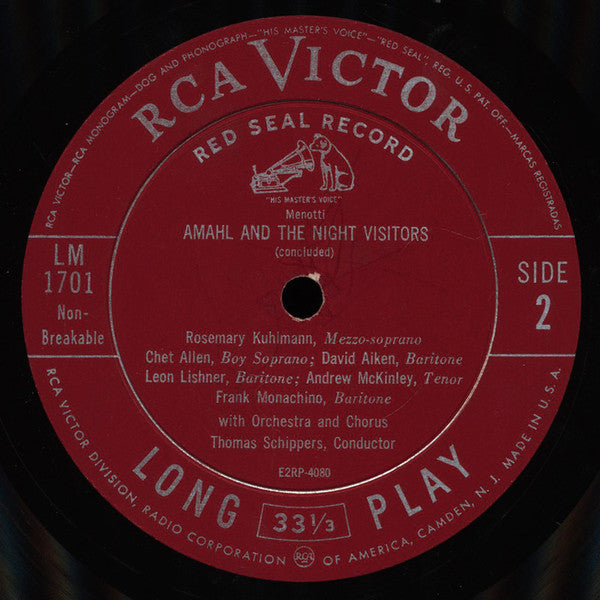 RCA VICTOR—RCA MONOGRAM—DOG AND PHONOGRAPH—"HIS MASTER'S VOICE"—"RED SEAL", REG. U.S. PAT. OFF.—MARCAS REGISTRADAS
RCA VICTOR
RED SEAL RECORD
"HIS MASTER'S VOICE"
Menotti
AMAHL AND THE NIGHT VISITORS
(concluded)
LM
1701
Non-
Breakable
SIDE
2
Rosemary Kuhlmann, Mezzo-soprano
Chet Allen, Boy Soprano; David Aiken, Baritone
Leon Lishner, Baritone; Andrew McKinley, Tenor
Frank Monachino, Baritone
with Orchestra and Chorus
Thomas Schippers, Conductor
E2RP-4080
LONG 33⅓ PLAY
RCA VICTOR DIVISION, RADIO CORPORATION RCA OF AMERICA, CAMDEN, N. J. MADE IN U.S.A.